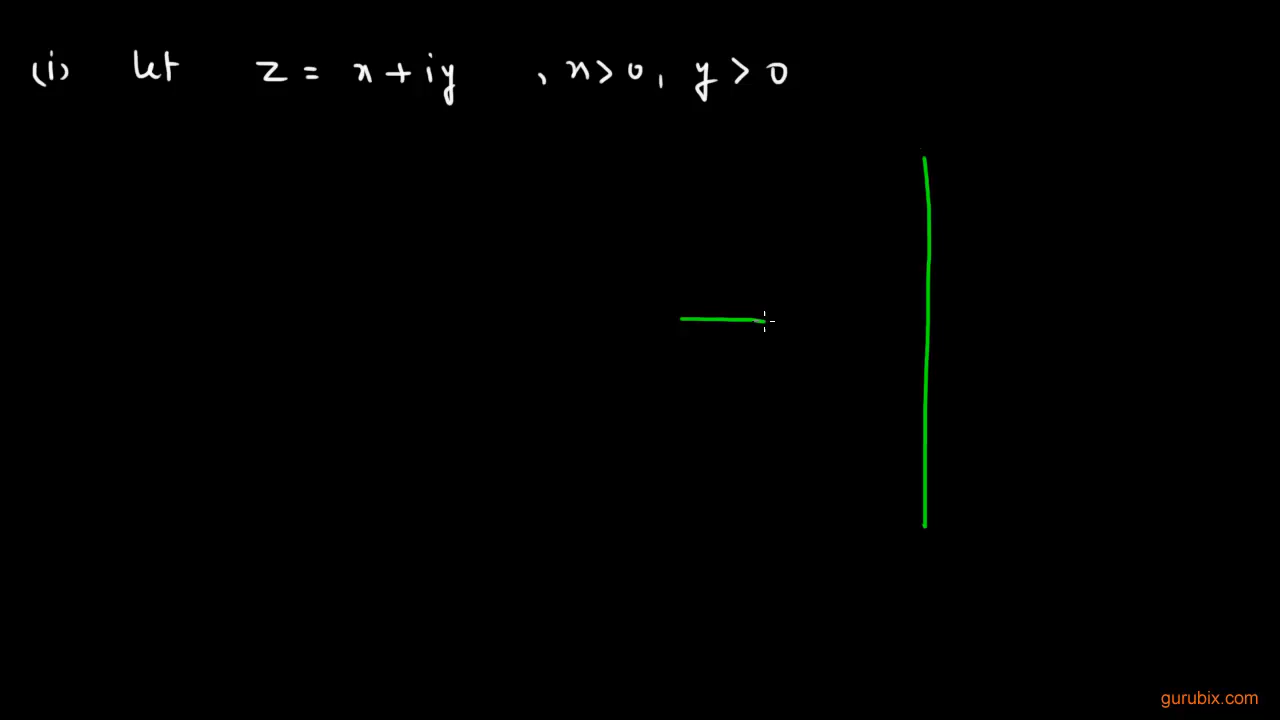 (i) let z = x + iy , x > 0, y > 0
gurubix.com